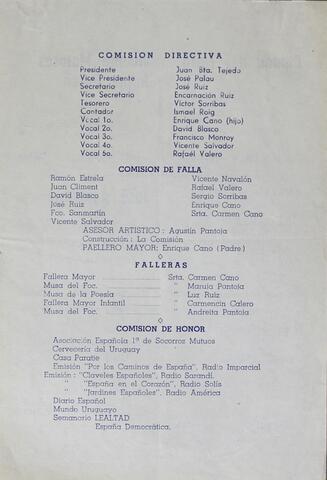 COMISION DIRECTIVA
Presidente Juan Bta. Tejedo
Vice Presidente José Palau
Secretario José Ruiz
Vice Secretario Encarnación Ruiz
Tesorero Víctor Sorribas
Contador Ismael Roig
Vocal 1o. Enrique Cano (hijo)
Vocal 2o. David Blasco
Vocal 3o. Francisco Monroy
Vocal 4o. Vicente Salvador
Vocal 5o. Rafael Valero
COMISION DE FALLA
Ramón Estrela Vicente Navalón
Juan Climent Rafael Valero
David Blasco Sergio Sorribas
José Ruiz Enrique Cano
Fco. Sanmartín Srta. Carmen Cano
Vicente Salvador
ASESOR ARTISTICO : Agustín Pantoja
Construcción : La Comisión
PAELLERO MAYOR: Enrique Cano (Padre)
FALLERAS
Fallera Mayor Srta. Carmen Cano
Musa del Foc. " Maruja Pantoja
Musa de la Poesía " Luz Ruiz
Fallera Mayor Infantil " Carmencín Calero
Musa del Foc. " Andreita Pantoja
COMISION DE HONOR
Asociación Española 1ª de Socorros Mutuos
Cervecería del Uruguay
Casa Paratie
Emisión "Por los Caminos de España", Radio Imparcial
Emisión : "Claveles Españoles", Radio Sarandí.
" "España en el Corazón", Radio Solís
" "Jardines Españoles", Radio América
Diario Español
Mundo Uruguayo
Semanario LEALTAD
España Democrática.